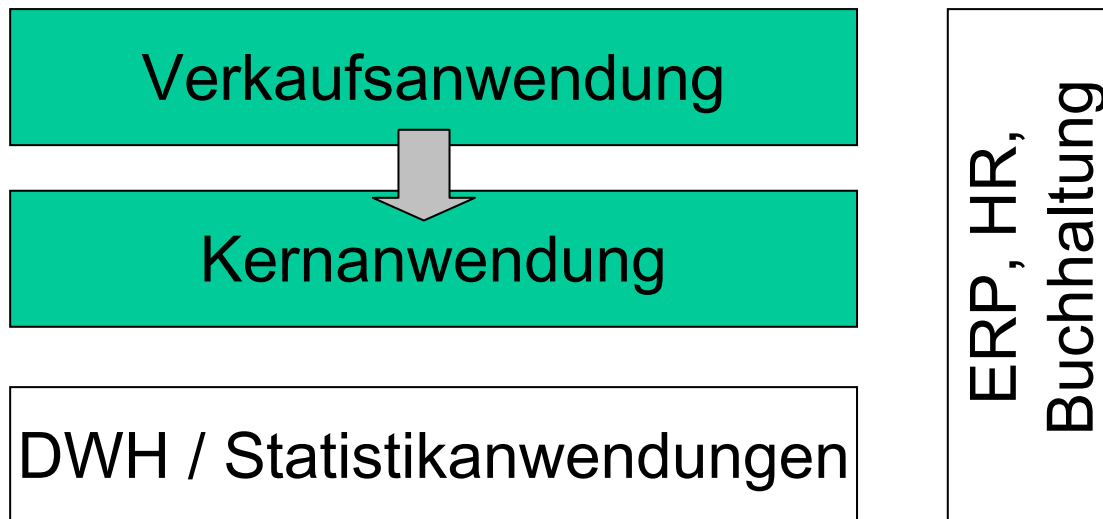 Verkaufsanwendung
Kernanwendung
DWH / Statistikanwendungen
ERP, HR,
Buchhaltung